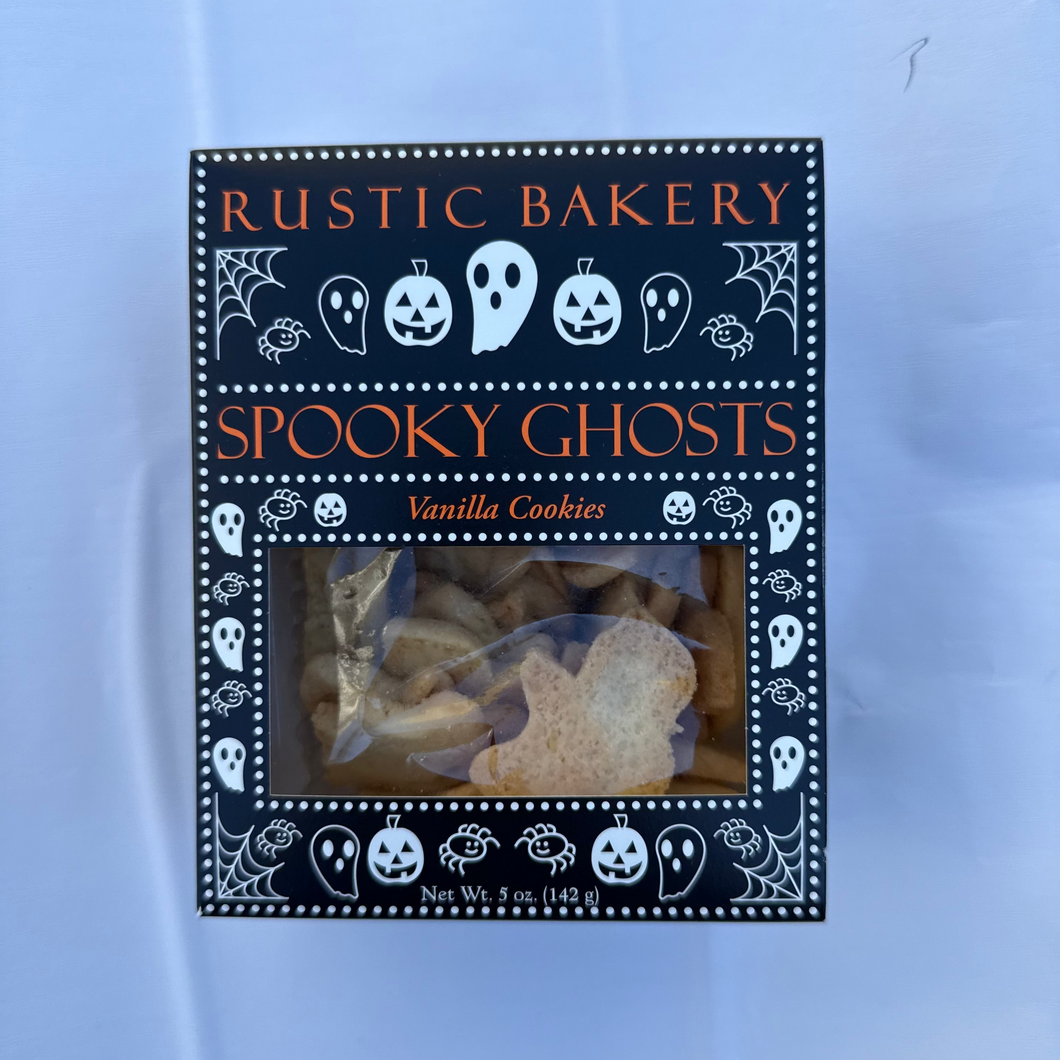 RUSTIC BAKERY
SPOOKY GHOSTS
Vanilla Cookies
Net Wt. 5 oz. (142 g)